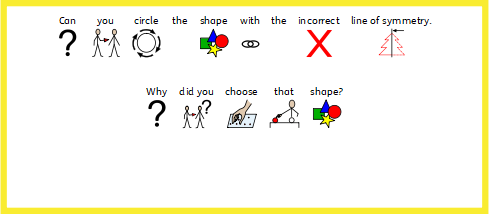 Can you circle the shape with the incorrect line of symmetry.
Why did you choose that shape?